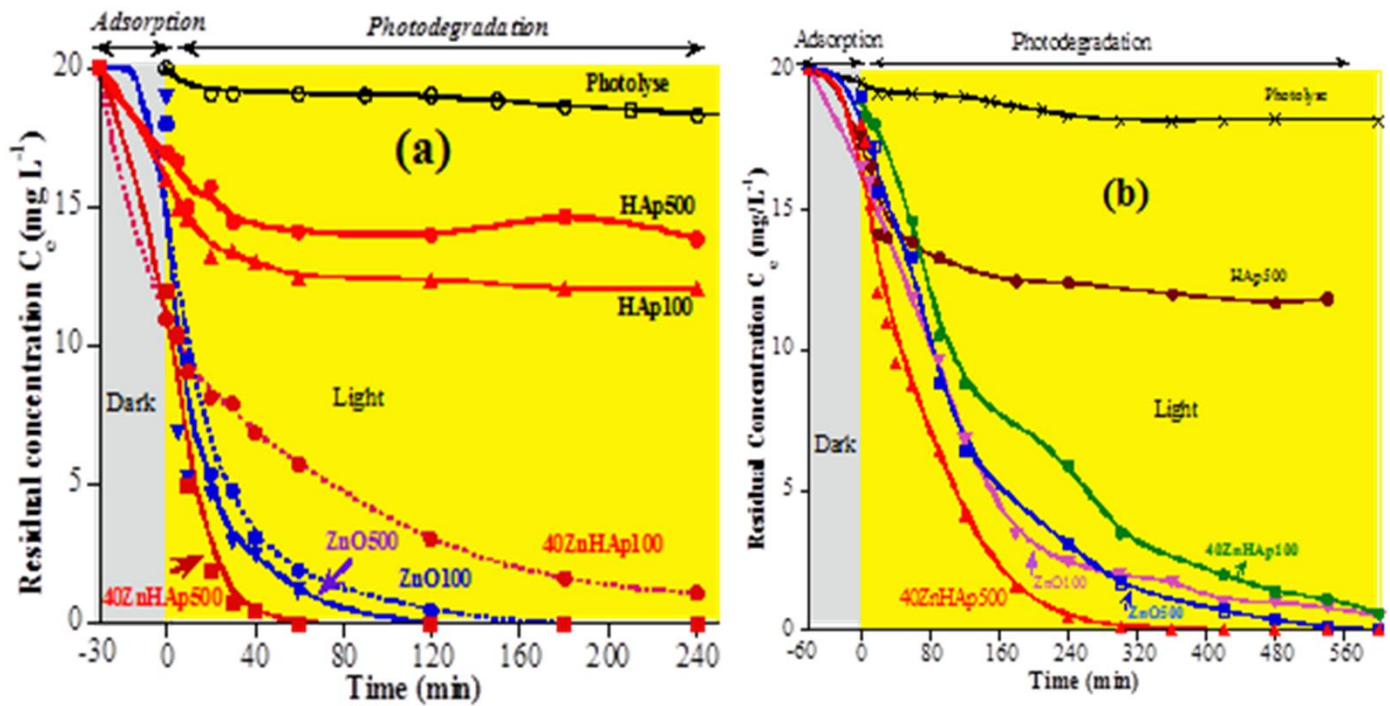 Adsorption Photodegradation
Residual concentration C_e (mg L⁻¹)
20
15
10
5
0
Photolyse
(a)
HAp500
HAp100
Dark
Light
ZnO500
40ZnHAp100
ZnO100
40ZnHAp500
-30 0 40 80 120 160 200 240
Time (min)
Adsorption Photodegradation
Residual Concentration C_e (mg/L⁻¹)
20
15
10
5
0
Photolyse
(b)
HAp500
Light
Dark
40ZnHAp100
40ZnHAp500
ZnO100
ZnO500
-60 0 80 160 240 320 400 480 560
Time (min)